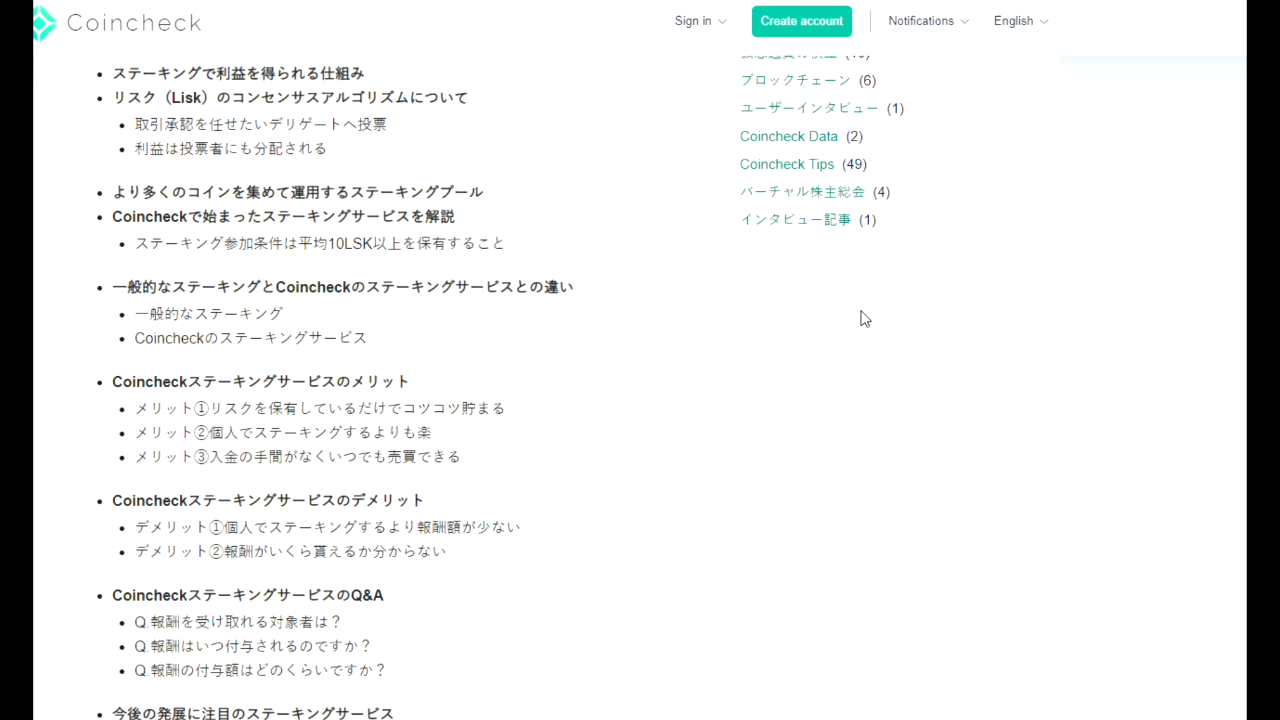 Coincheck
Sign in
Create account
Notifications
English
ステーキングで利益を得られる仕組み
リスク（Lisk）のコンセンサスアルゴリズムについて
取引承認を任せたいデリゲートへ投票
利益は投票者にも分配される
より多くのコインを集めて運用するステーキングプール
Coincheckで始まったステーキングサービスを解説
ステーキング参加条件は平均10LSK以上を保有すること
一般的なステーキングとCoincheckのステーキングサービスとの違い
一般的なステーキング
Coincheckのステーキングサービス
Coincheckステーキングサービスのメリット
メリット①リスクを保有しているだけでコツコツ貯まる
メリット②個人でステーキングするよりも楽
メリット③入金の手間がなくいつでも売買できる
Coincheckステーキングサービスのデメリット
デメリット①個人でステーキングするより報酬額が少ない
デメリット②報酬がいくら貰えるか分からない
CoincheckステーキングサービスのQ&A
Q.報酬を受け取れる対象者は？
Q.報酬はいつ付与されるのですか？
Q.報酬の付与額はどのくらいですか？
今後の発展に注目のステーキングサービス
ブロックチェーン (6)
ユーザーインタビュー (1)
Coincheck Data (2)
Coincheck Tips (49)
バーチャル株主総会 (4)
インタビュー記事 (1)